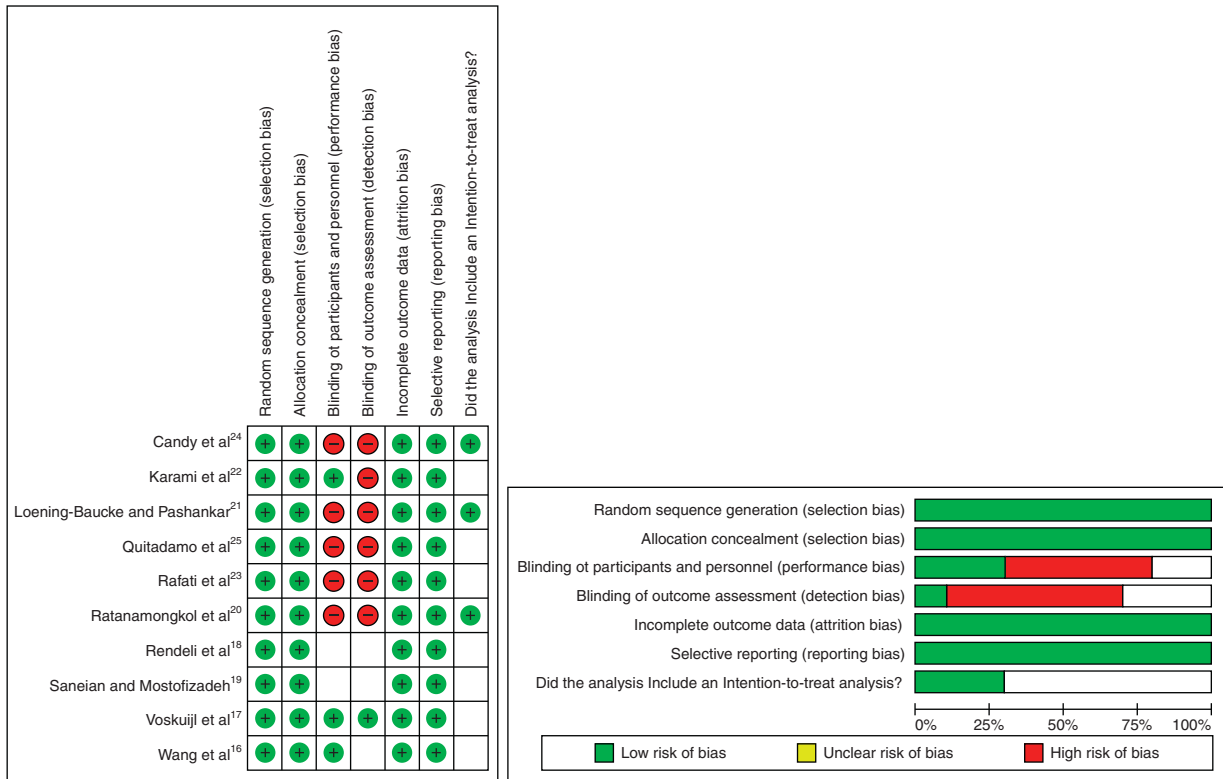 Random sequence generation (selection bias)
Allocation concealment (selection bias)
Blinding ot participants and personnel (performance bias)
Blinding of outcome assessment (detection bias)
Incomplete outcome data (attrition bias)
Selective reporting (reporting bias)
Did the analysis Include an Intention-to-treat analysis?
Candy et al24 + + − − + + +
Karami et al22 + + + − + +
Loening-Baucke and Pashankar21 + + − − + + +
Quitadamo et al25 + + − − + +
Rafati et al23 + + − − + +
Ratanamongkol et al20 + + − − + + +
Rendeli et al18 + + + +
Saneian and Mostofizadeh19 + + + +
Voskuijl et al17 + + + + + +
Wang et al16 + + + + +
Random sequence generation (selection bias)
Allocation concealment (selection bias)
Blinding ot participants and personnel (performance bias)
Blinding of outcome assessment (detection bias)
Incomplete outcome data (attrition bias)
Selective reporting (reporting bias)
Did the analysis Include an Intention-to-treat analysis?
0% 25% 50% 75% 100%
Low risk of bias Unclear risk of bias High risk of bias